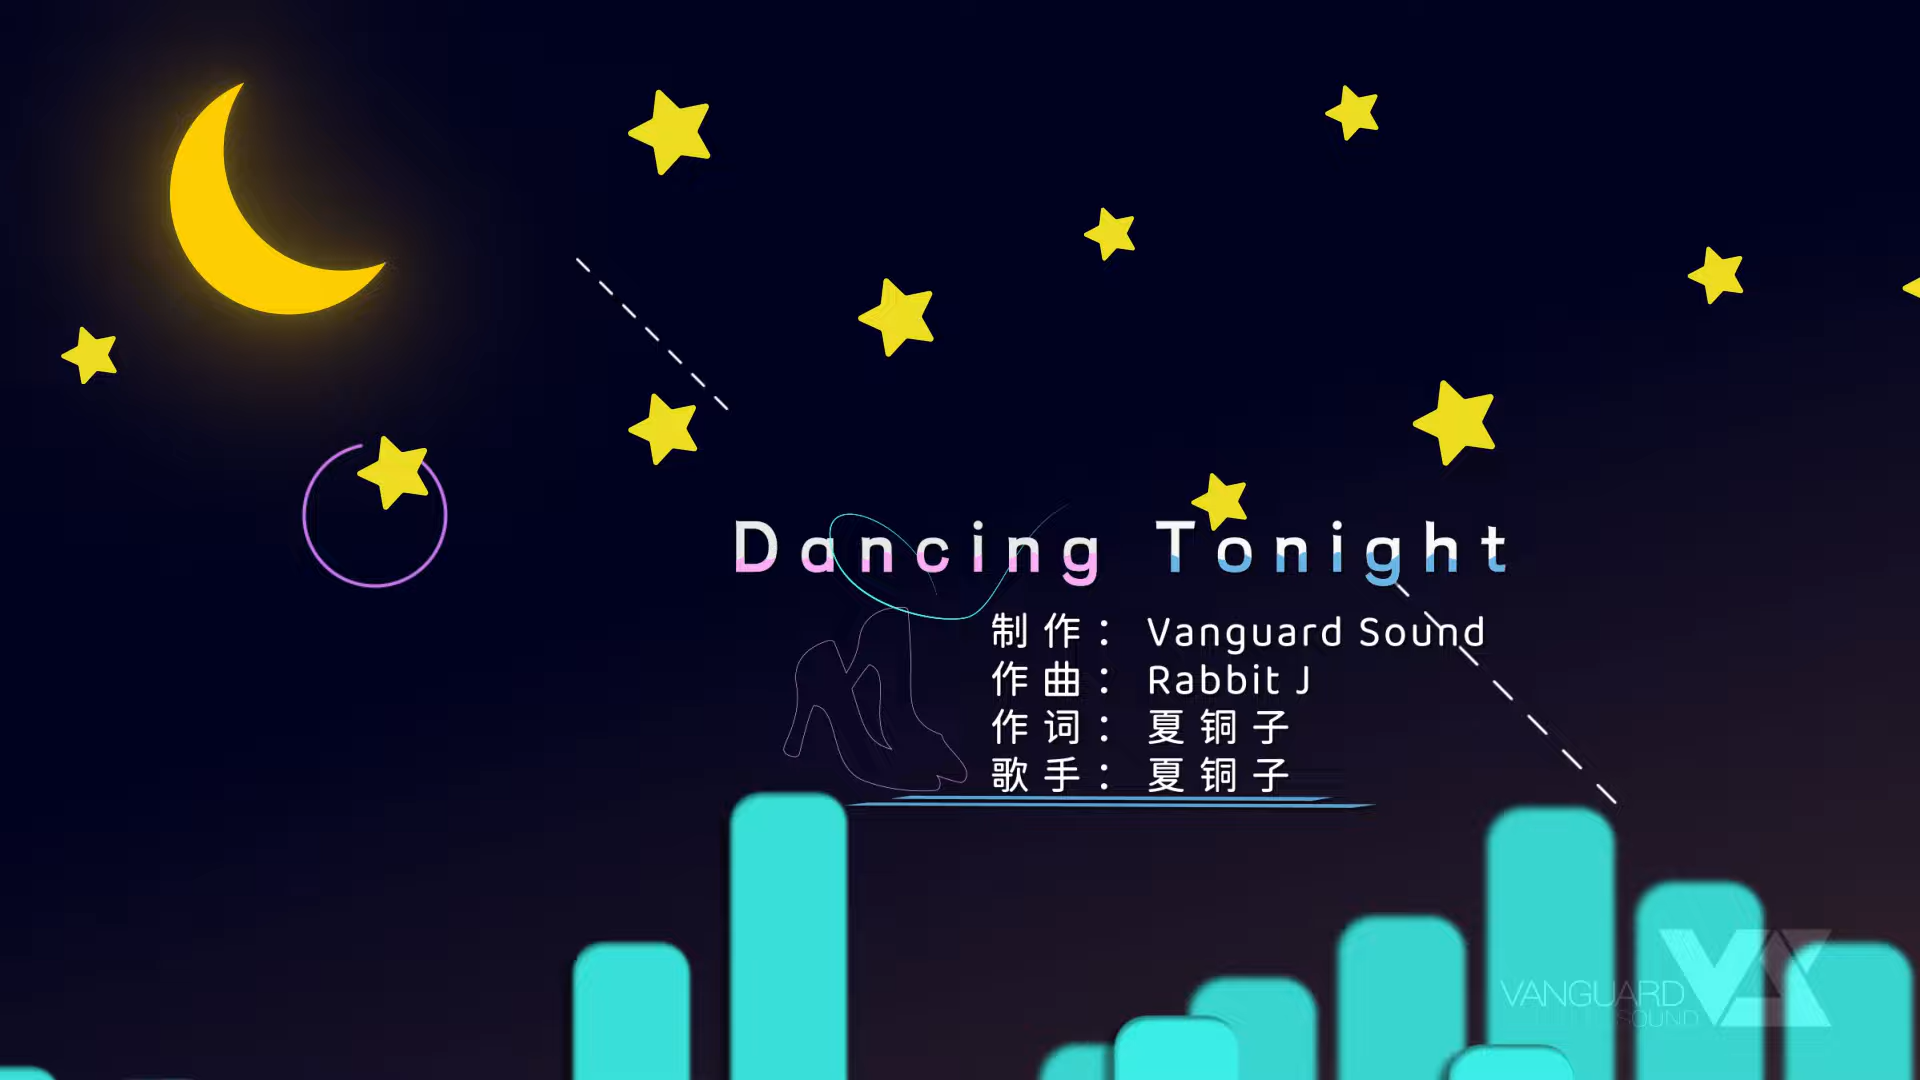 Dancing Tonight
制作： Vanguard Sound
作曲： Rabbit J
作词： 夏铜子
歌手： 夏铜子
VANGUARD
SOUND